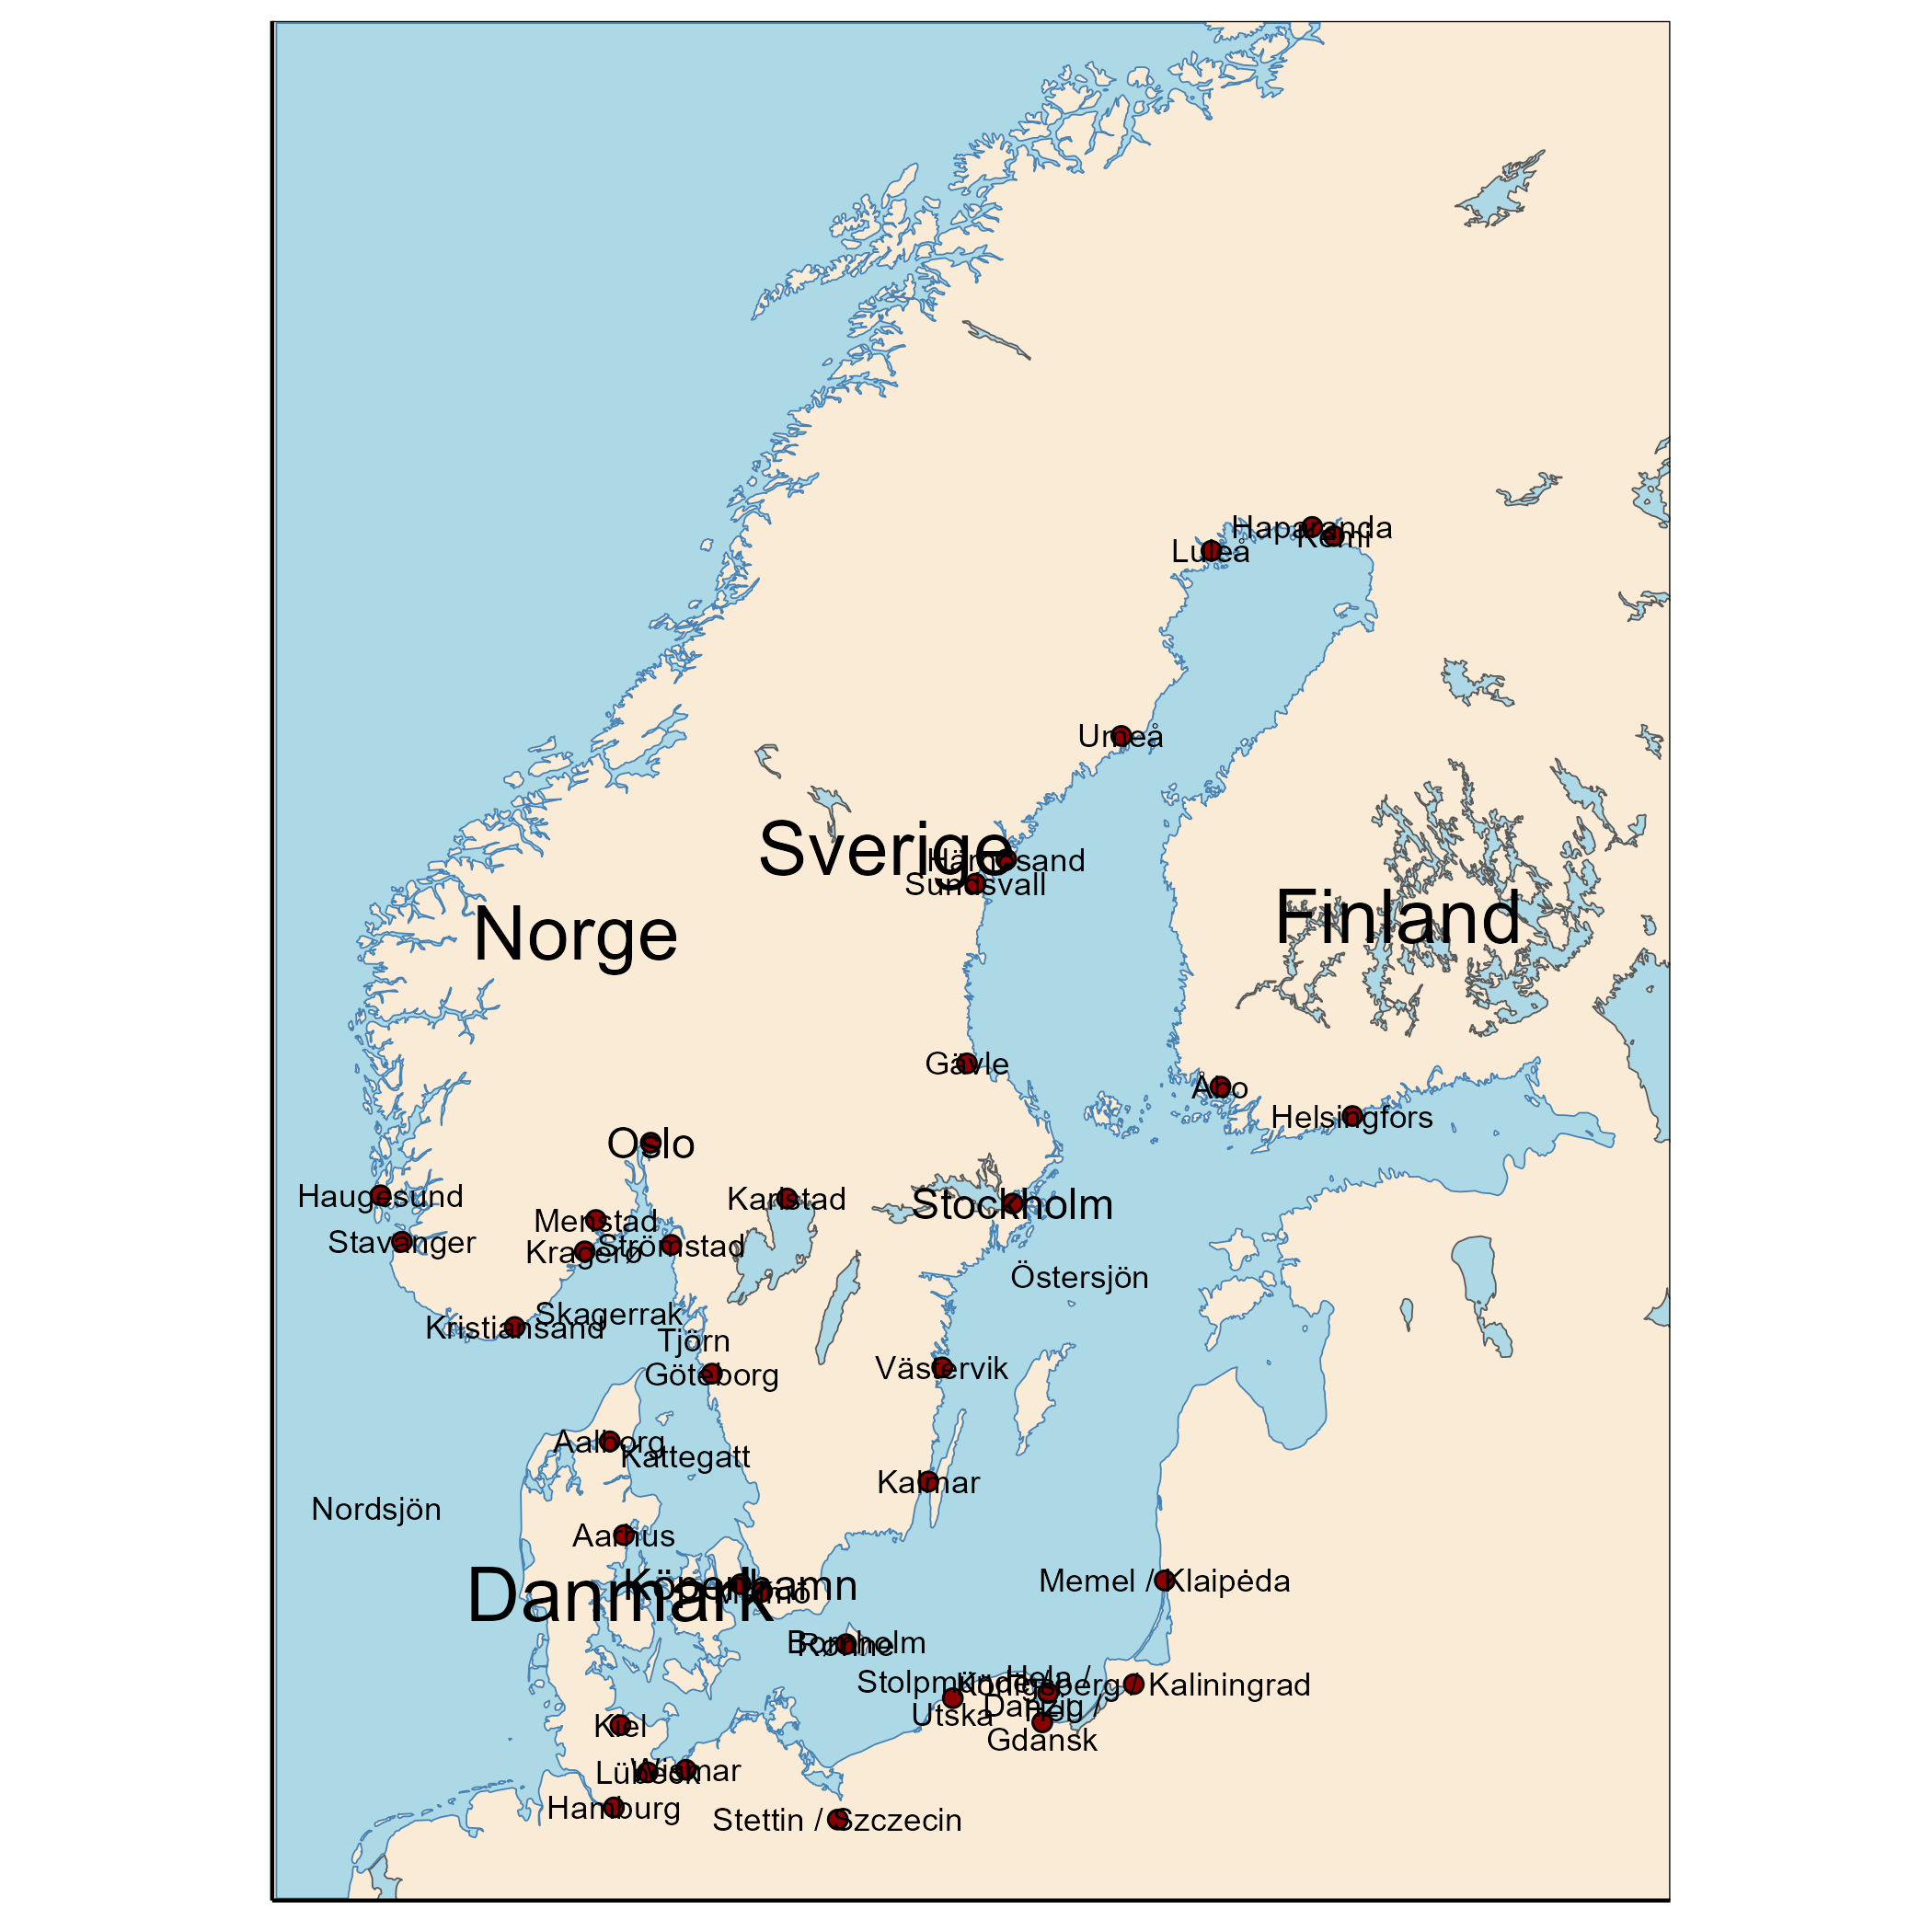 Haparanda
Kemi
Luleå
Umeå
Sverige
Härnösand
Sundsvall
Norge
Finland
Gävle
Åbo
Helsingfors
Oslo
Haugesund
Karlstad
Stockholm
Menstad
Stavanger
Kragerø
Strömstad
Östersjön
Skagerrak
Kristiansand
Tjörn
Göteborg
Västervik
Aalborg
Kattegatt
Kalmar
Nordsjön
Aarhus
Danmark
Köpenhamn
Malmö
Memel / Klaipėda
Bornholm
Rønne
Stolpmünde /
Utska
Hela /
Hel
Königsberg / Kaliningrad
Danzig /
Gdansk
Kiel
Lübeck
Wismar
Hamburg
Stettin / Szczecin